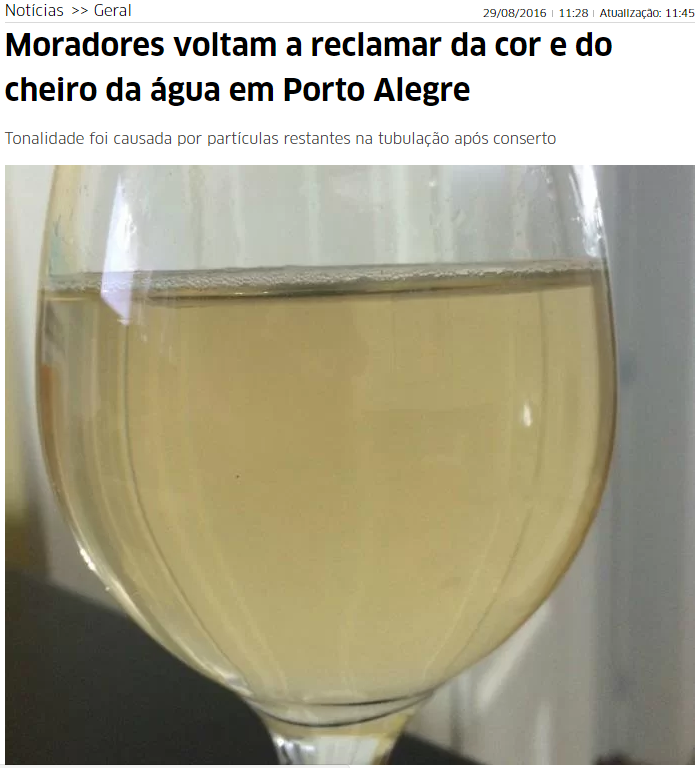 Notícias >> Geral
29/08/2016 | 11:28 | Atualização: 11:45
Moradores voltam a reclamar da cor e do
cheiro da água em Porto Alegre
Tonalidade foi causada por partículas restantes na tubulação após conserto